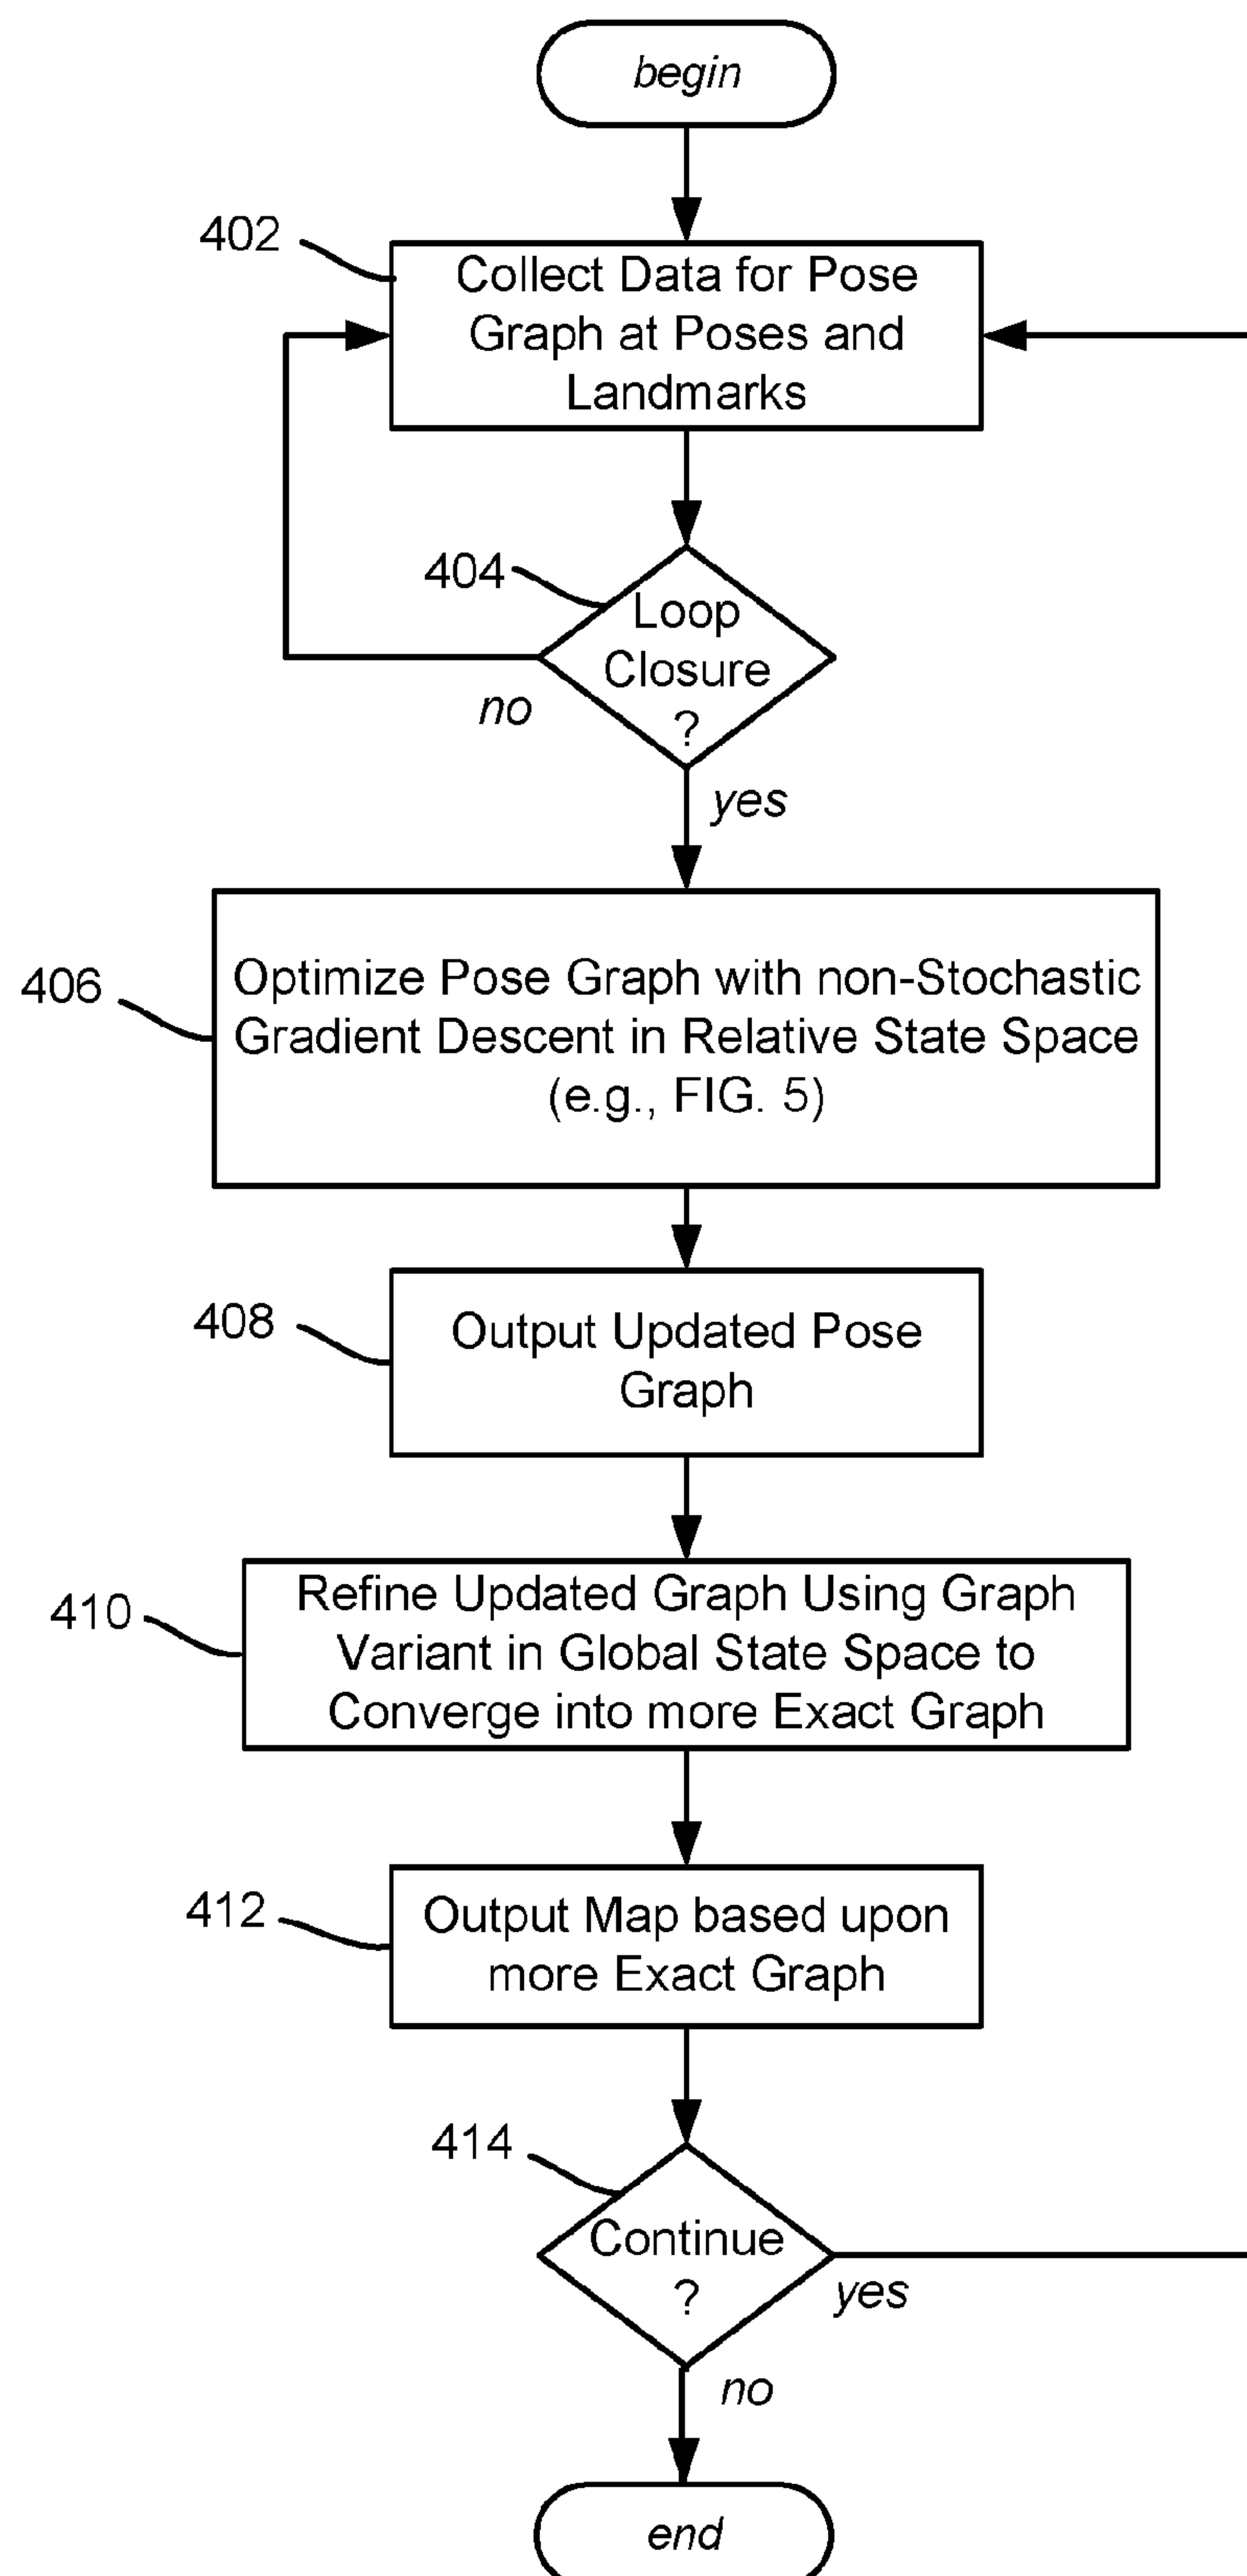 begin
402
Collect Data for Pose
Graph at Poses and
Landmarks
404
Loop
Closure
?
no
yes
406
Optimize Pose Graph with non-Stochastic
Gradient Descent in Relative State Space
(e.g., FIG. 5)
408
Output Updated Pose
Graph
410
Refine Updated Graph Using Graph
Variant in Global State Space to
Converge into more Exact Graph
412
Output Map based upon
more Exact Graph
414
Continue
?
yes
no
end